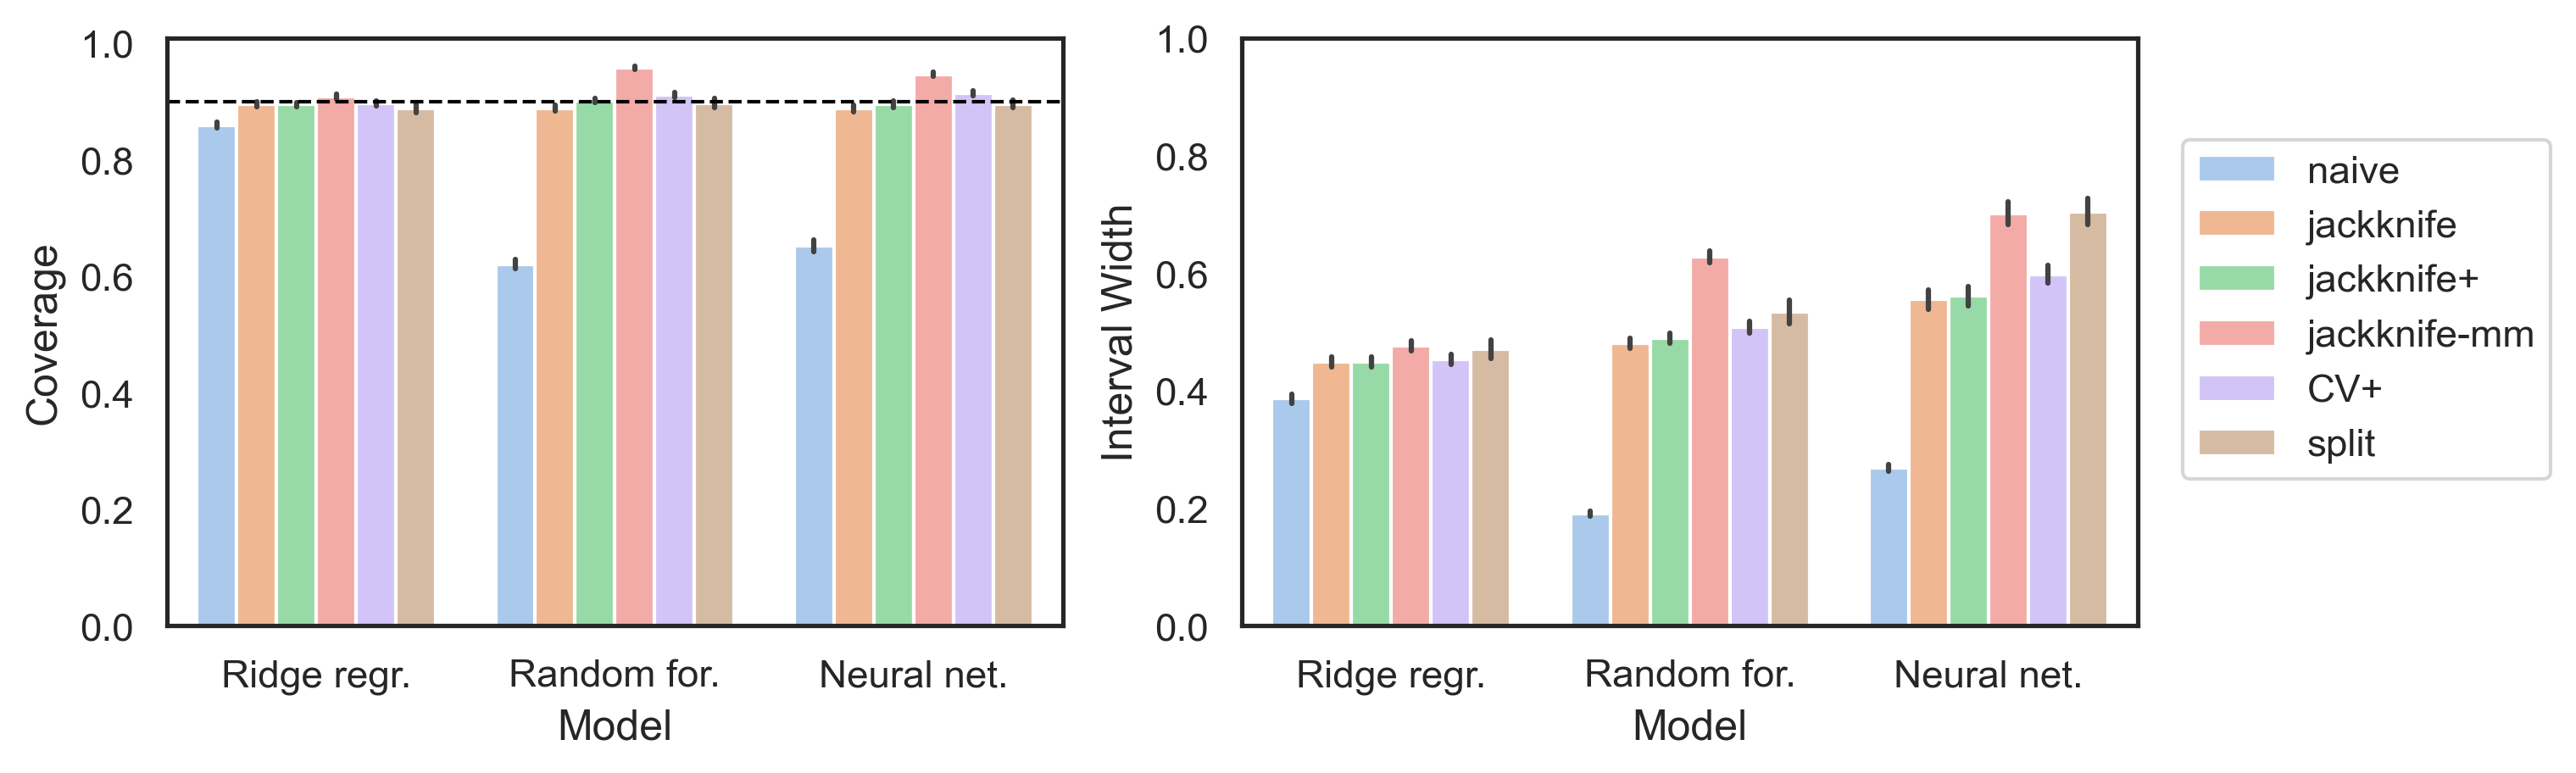 1.0
0.8
0.6
0.4
0.2
0.0
Coverage
Ridge regr.
Random for.
Neural net.
Model
1.0
0.8
0.6
0.4
0.2
0.0
Interval Width
Ridge regr.
Random for.
Neural net.
Model
naive
jackknife
jackknife+
jackknife-mm
CV+
split